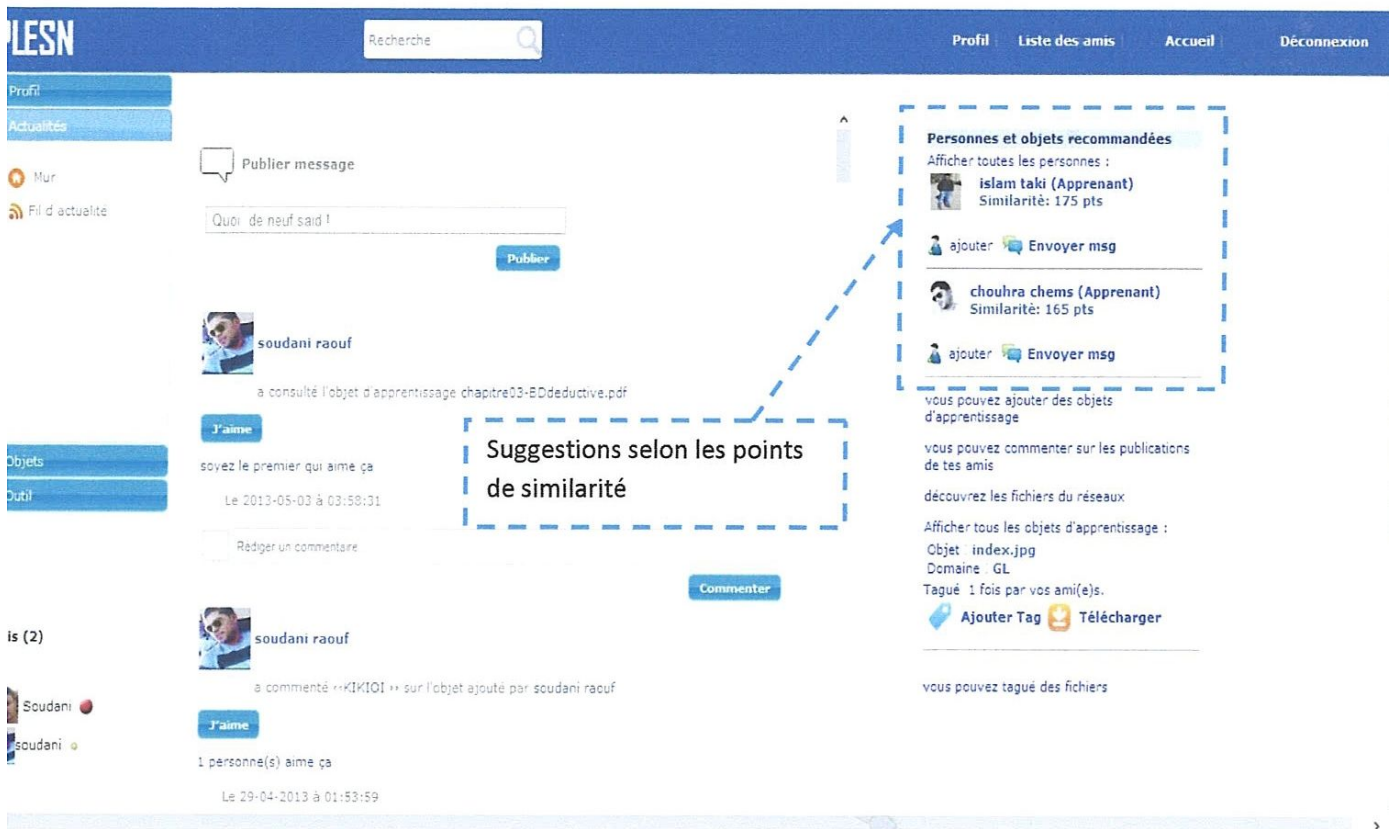 PLESN
Recherche
Profil
Liste des amis
Accueil
Déconnexion
Profil
Actualités
Mur
Fil d actualité
Publier message
Quoi de neuf said !
Publier
soudani raouf
a consulté l'objet d'apprentissage chapitre03-BDdeductive.pdf
J'aime
soyez le premier qui aime ça
Le 2013-05-03 à 03:58:31
Rédiger un commentaire
Commenter
soudani raouf
a commenté ‹‹KIKIOI ›› sur l'objet ajouté par soudani raouf
J'aime
1 personne(s) aime ça
Le 29-04-2013 à 01:53:59
Objets
Outil
is (2)
Soudani
soudani
Suggestions selon les points
de similarité
Personnes et objets recommandées
Afficher toutes les personnes :
islam taki (Apprenant)
Similaritè: 175 pts
ajouter Envoyer msg
chouhra chems (Apprenant)
Similaritè: 165 pts
ajouter Envoyer msg
vous pouvez ajouter des objets
d'apprentissage
vous pouvez commenter sur les publications
de tes amis
découvrez les fichiers du réseaux
Afficher tous les objets d'apprentissage :
Objet : index.jpg
Domaine : GL
Tagué 1 fois par vos ami(e)s.
Ajouter Tag Télécharger
vous pouvez tagué des fichiers